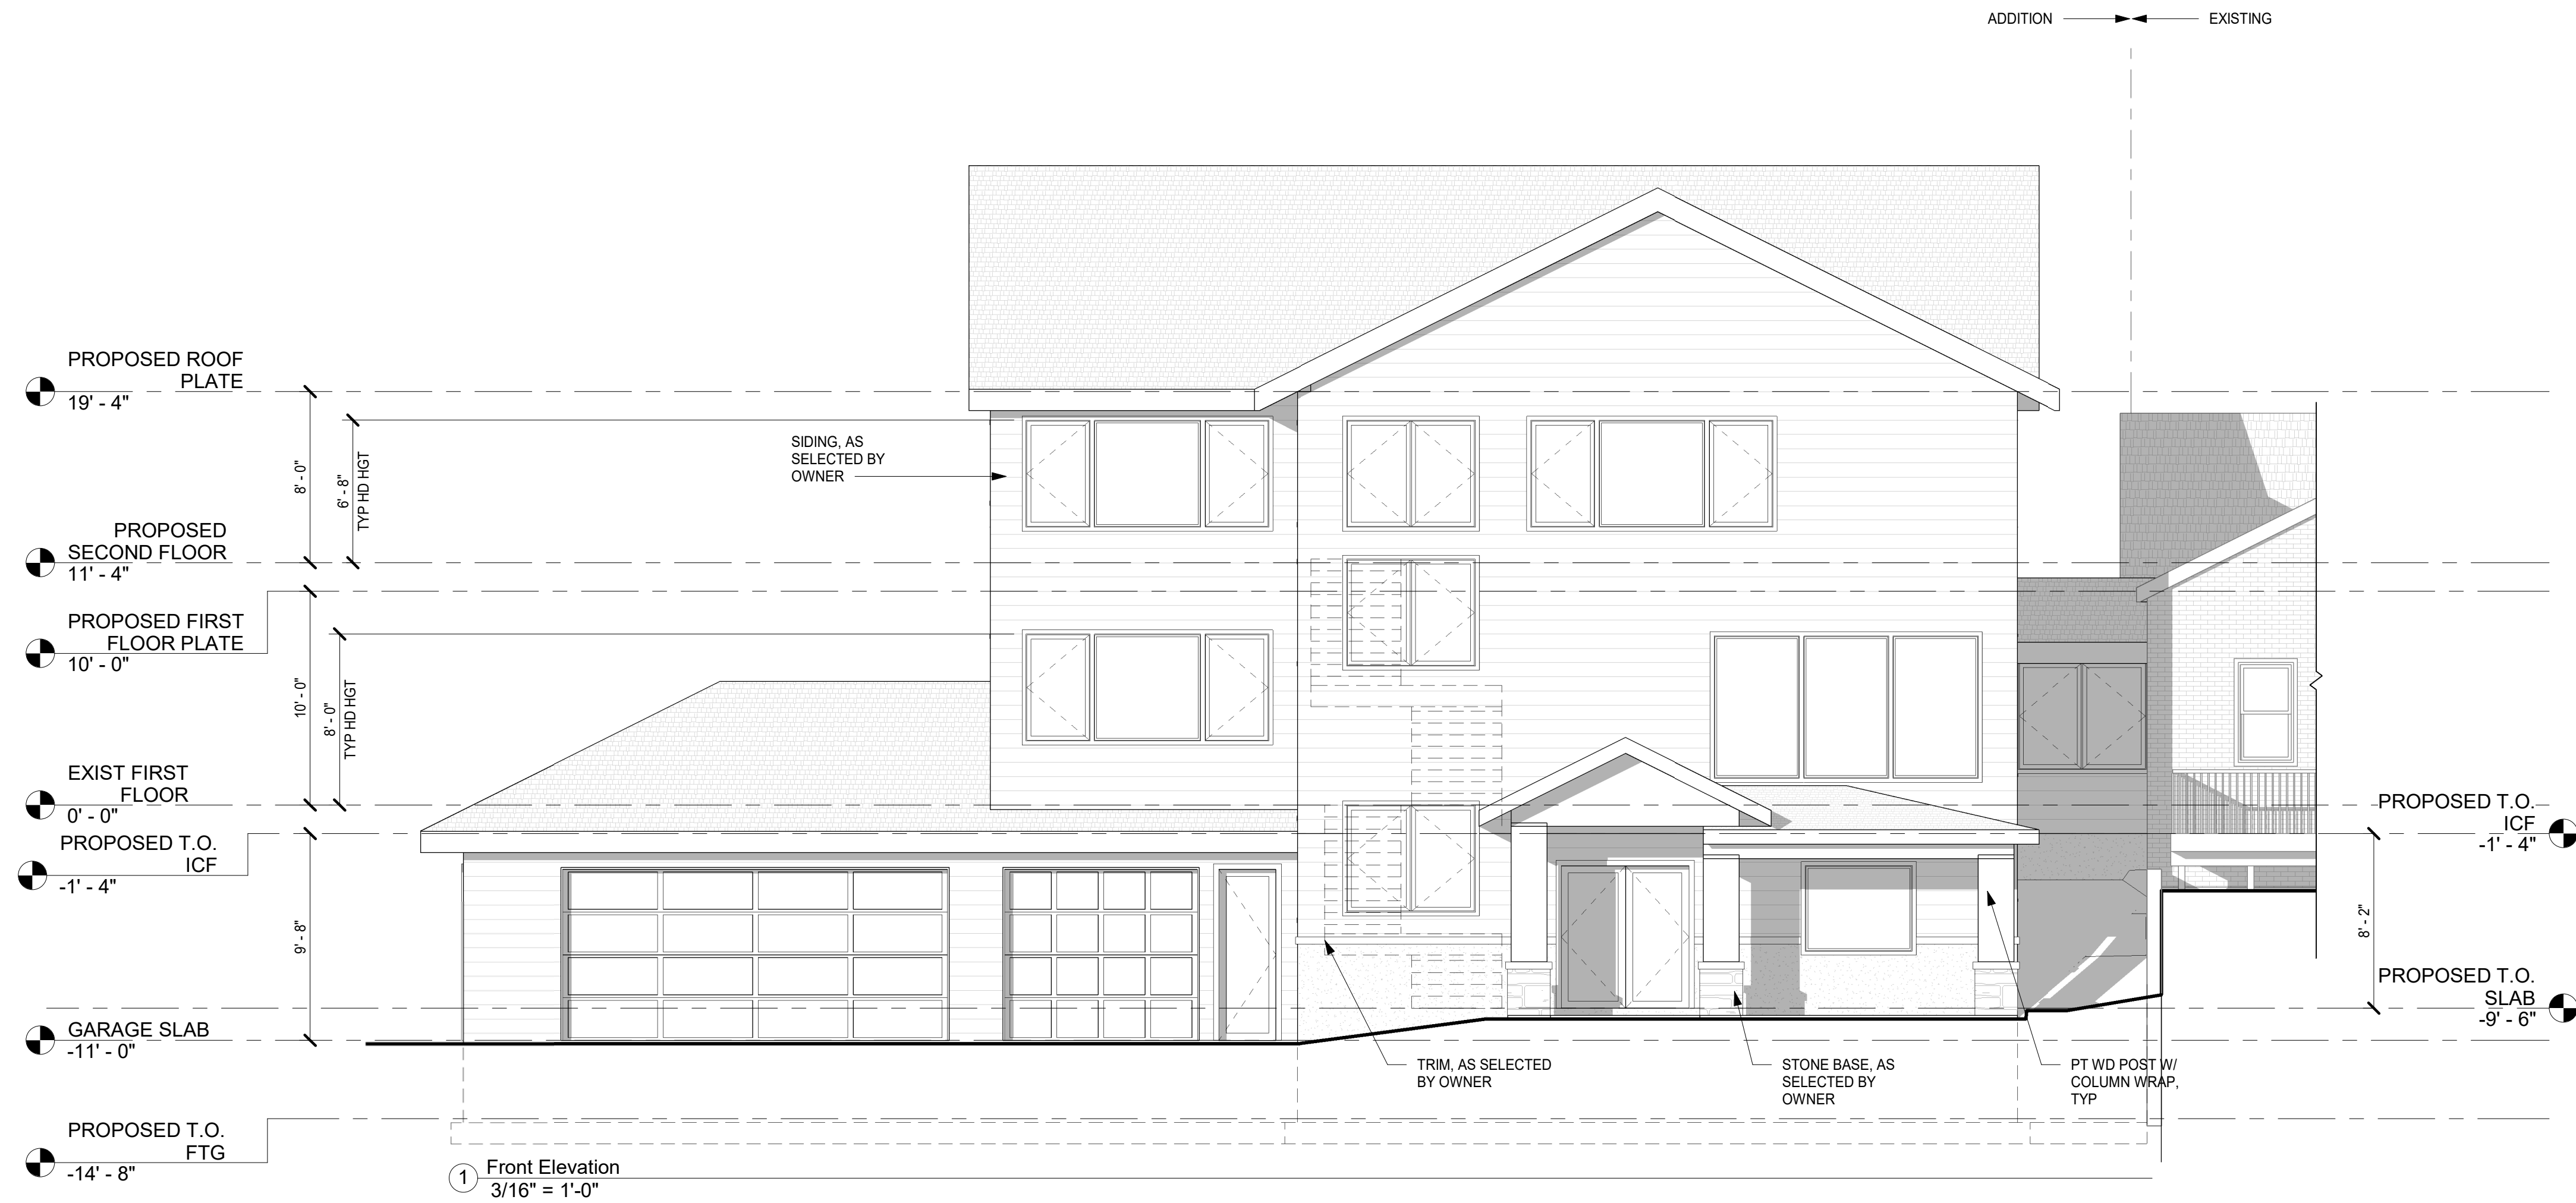 ADDITION
EXISTING
PROPOSED ROOF
PLATE
19' - 4"
8' - 0"
6' - 8"
TYP HD HGT
SIDING, AS
SELECTED BY
OWNER
PROPOSED
SECOND FLOOR
11' - 4"
PROPOSED FIRST
FLOOR PLATE
10' - 0"
10' - 0"
8' - 0"
TYP HD HGT
EXIST FIRST
FLOOR
0' - 0"
PROPOSED T.O.
ICF
-1' - 4"
PROPOSED T.O.
ICF
-1' - 4"
9' - 8"
8' - 2"
PROPOSED T.O.
SLAB
-9' - 6"
GARAGE SLAB
-11' - 0"
TRIM, AS SELECTED
BY OWNER
STONE BASE, AS
SELECTED BY
OWNER
PT WD POST W/
COLUMN WRAP,
TYP
PROPOSED T.O.
FTG
-14' - 8"
1
Front Elevation
3/16" = 1'-0"